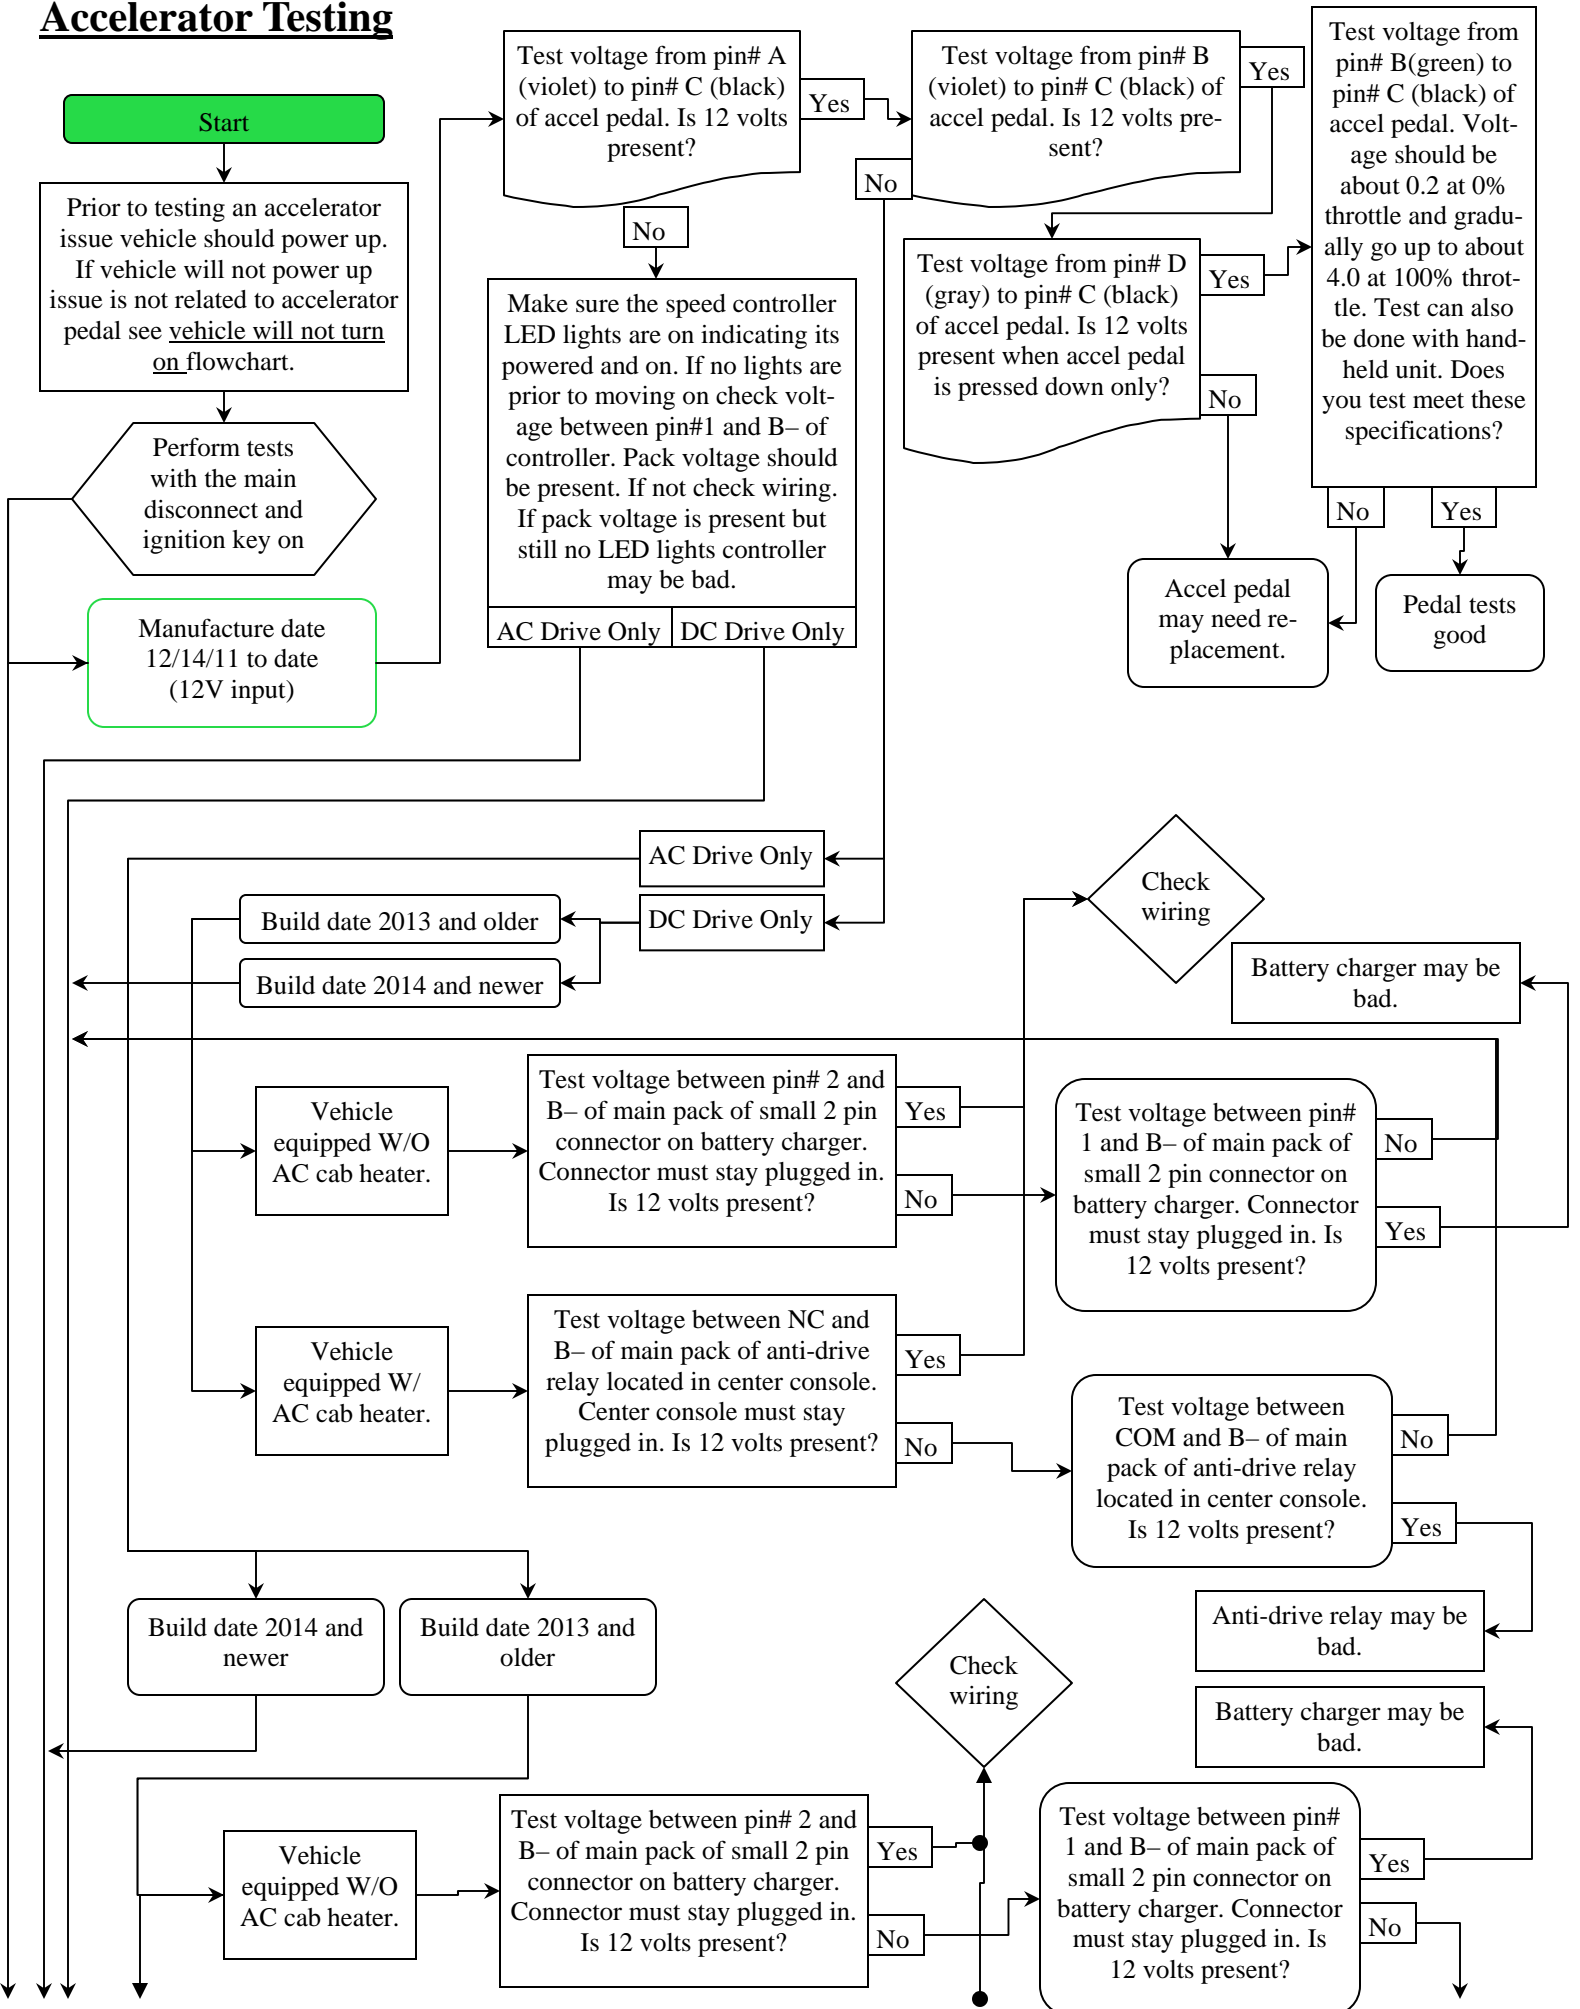 Accelerator Testing
Start
Prior to testing an accelerator
issue vehicle should power up.
If vehicle will not power up
issue is not related to accelerator
pedal see vehicle will not turn
on flowchart.
Perform tests
with the main
disconnect and
ignition key on
Manufacture date
12/14/11 to date
(12V input)
Test voltage from pin# A
(violet) to pin# C (black)
of accel pedal. Is 12 volts
present?
Yes
No
Test voltage from pin# B
(violet) to pin# C (black) of
accel pedal. Is 12 volts pre-
sent?
Yes
No
Test voltage from pin# D
(gray) to pin# C (black)
of accel pedal. Is 12 volts
present when accel pedal
is pressed down only?
Yes
No
Test voltage from
pin# B(green) to
pin# C (black) of
accel pedal. Volt-
age should be
about 0.2 at 0%
throttle and gradu-
ally go up to about
4.0 at 100% throt-
tle. Test can also
be done with hand-
held unit. Does
you test meet these
specifications?
No
Yes
Accel pedal
may need re-
placement.
Pedal tests
good
Make sure the speed controller
LED lights are on indicating its
powered and on. If no lights are
prior to moving on check volt-
age between pin#1 and B– of
controller. Pack voltage should
be present. If not check wiring.
If pack voltage is present but
still no LED lights controller
may be bad.
AC Drive Only
DC Drive Only
AC Drive Only
DC Drive Only
Build date 2013 and older
Build date 2014 and newer
Check
wiring
Battery charger may be
bad.
Vehicle
equipped W/O
AC cab heater.
Test voltage between pin# 2 and
B– of main pack of small 2 pin
connector on battery charger.
Connector must stay plugged in.
Is 12 volts present?
Yes
No
Test voltage between pin#
1 and B– of main pack of
small 2 pin connector on
battery charger. Connector
must stay plugged in. Is
12 volts present?
No
Yes
Vehicle
equipped W/
AC cab heater.
Test voltage between NC and
B– of main pack of anti-drive
relay located in center console.
Center console must stay
plugged in. Is 12 volts present?
Yes
No
Test voltage between
COM and B– of main
pack of anti-drive relay
located in center console.
Is 12 volts present?
No
Yes
Anti-drive relay may be
bad.
Build date 2014 and
newer
Build date 2013 and
older
Check
wiring
Battery charger may be
bad.
Vehicle
equipped W/O
AC cab heater.
Test voltage between pin# 2 and
B– of main pack of small 2 pin
connector on battery charger.
Connector must stay plugged in.
Is 12 volts present?
Yes
No
Test voltage between pin#
1 and B– of main pack of
small 2 pin connector on
battery charger. Connector
must stay plugged in. Is
12 volts present?
Yes
No